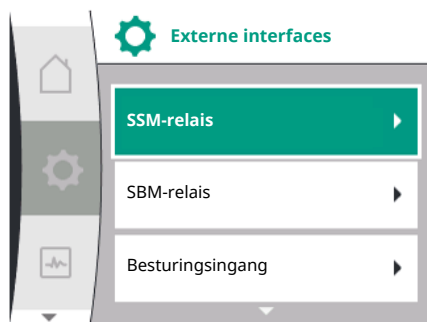 Externe interfaces
SSM-relais
SBM-relais
Besturingsingang